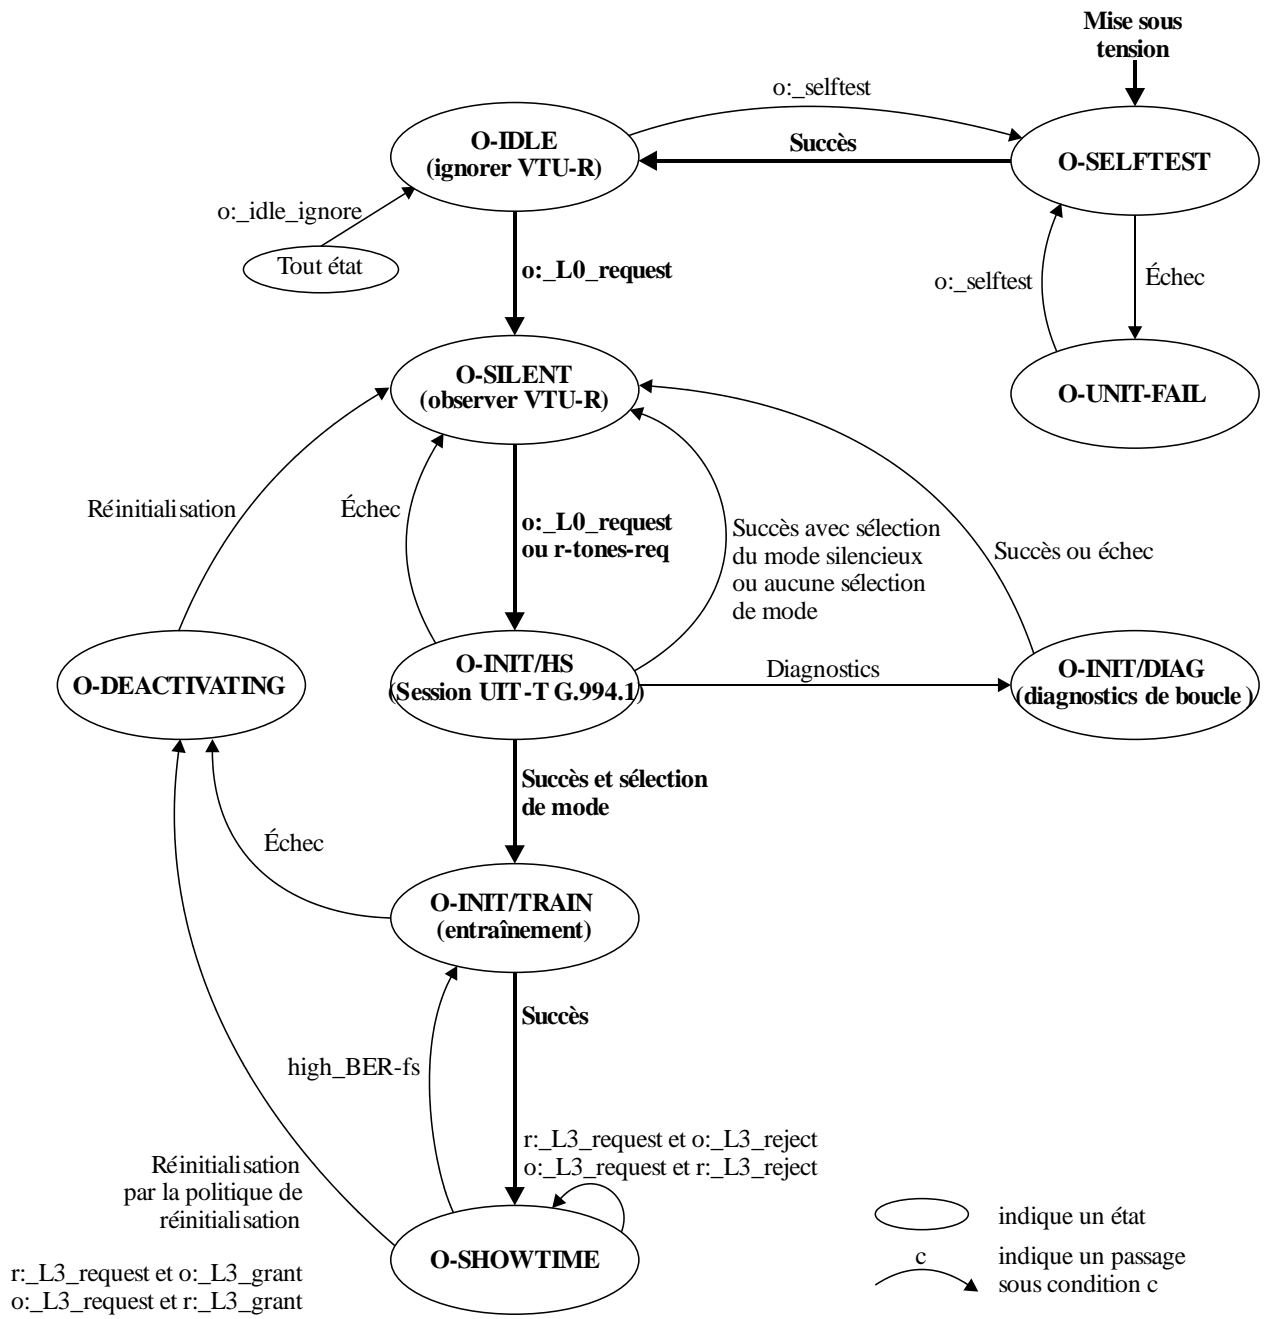 Mise sous
tension
o:_selftest
O-IDLE
(ignorer VTU-R)
Succès
O-SELFTEST
o:_idle_ignore
Tout état
o:_L0_request
o:_selftest
Échec
O-SILENT
(observer VTU-R)
O-UNIT-FAIL
Réinitialisation
Échec
o:_L0_request
ou r-tones-req
Succès avec sélection
du mode silencieux
ou aucune sélection
de mode
Succès ou échec
O-DEACTIVATING
O-INIT/HS
(Session UIT-T G.994.1)
Diagnostics
O-INIT/DIAG
(diagnostics de boucle)
Succès et sélection
de mode
Échec
O-INIT/TRAIN
(entraînement)
Succès
high_BER-fs
r:_L3_request et o:_L3_reject
o:_L3_request et r:_L3_reject
Réinitialisation
par la politique de
réinitialisation
r:_L3_request et o:_L3_grant
o:_L3_request et r:_L3_grant
O-SHOWTIME
indique un état
c
indique un passage
sous condition c